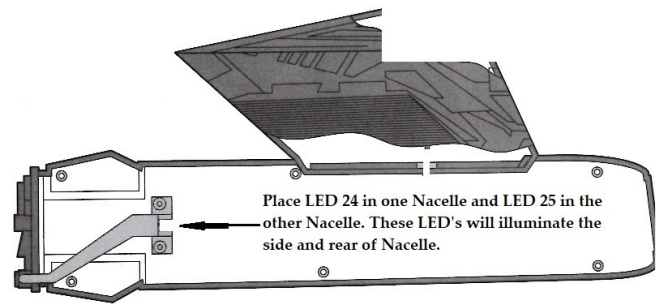 Place LED 24 in one Nacelle and LED 25 in the
other Nacelle. These LED's will illuminate the
side and rear of Nacelle.